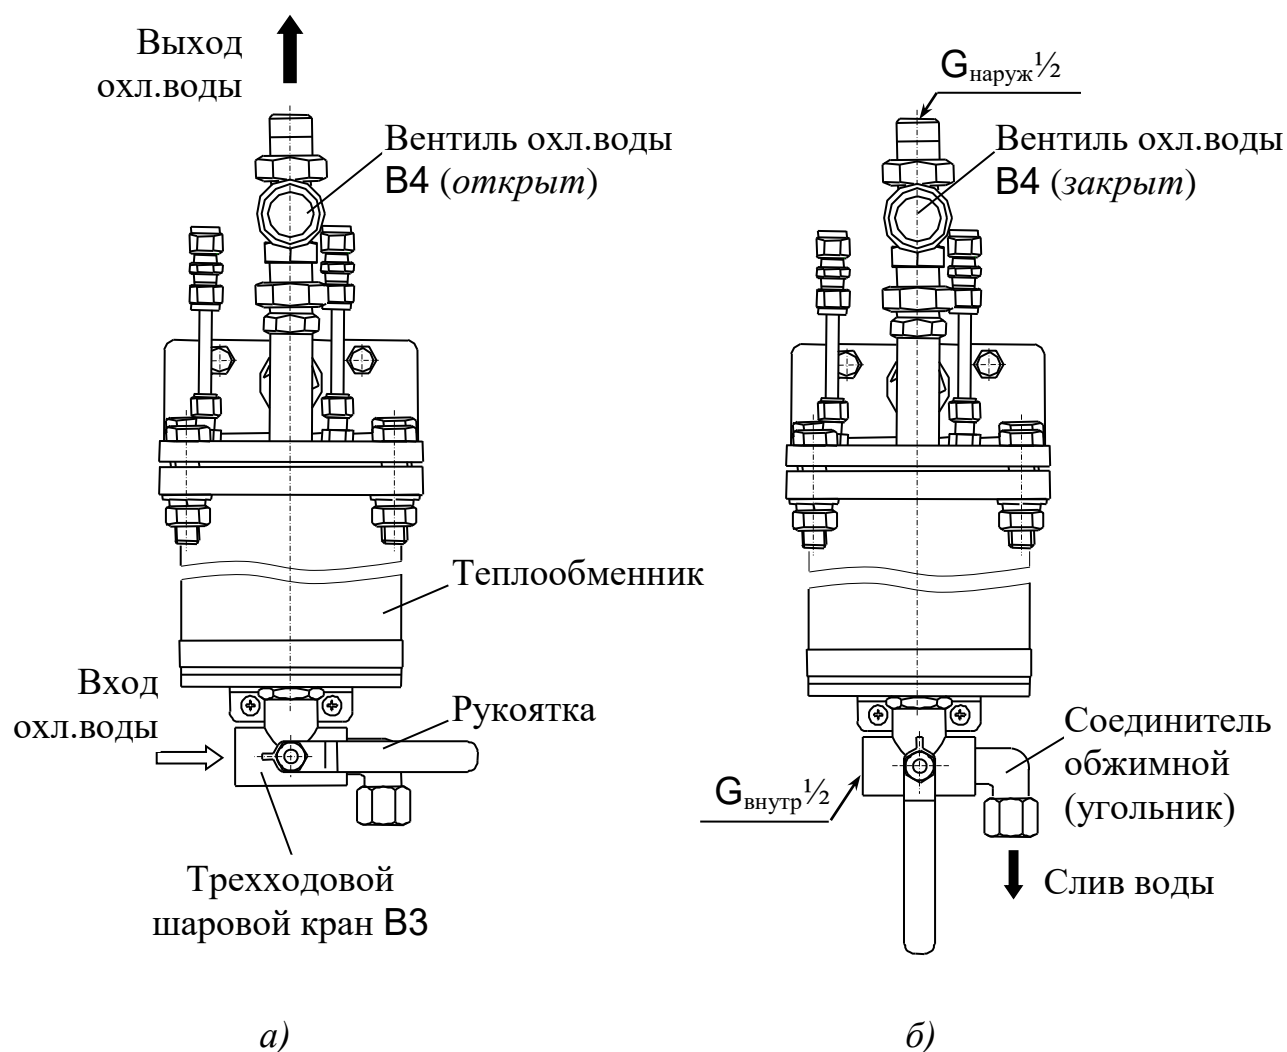 Выход
охл.воды
Вентиль охл.воды
В4 (открыт)
Теплообменник
Вход
охл.воды
Рукоятка
Трехходовой
шаровой кран В3
а)
Gнаруж½
Вентиль охл.воды
В4 (закрыт)
Соединитель
обжимной
(угольник)
Gвнутр½
Слив воды
б)